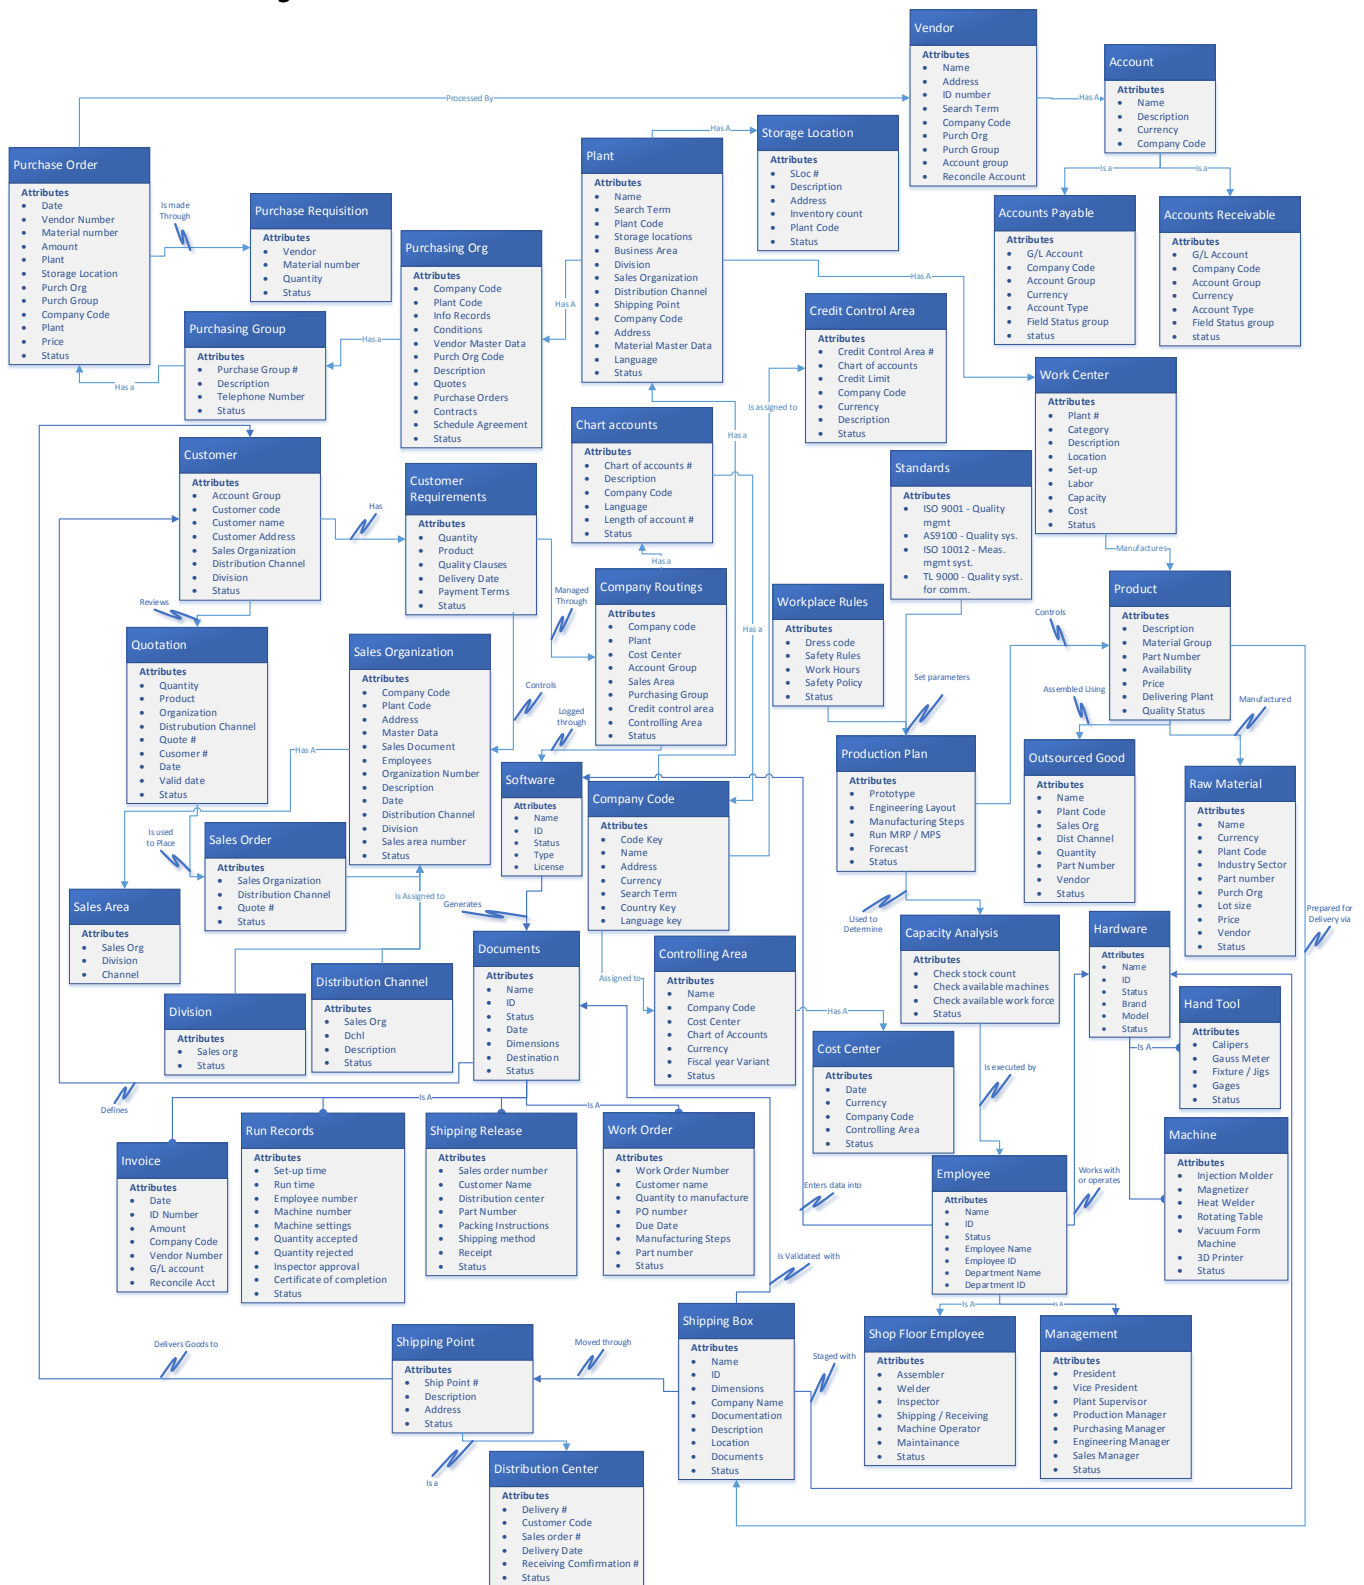 Vendor
Attributes
Name
Address
ID number
Search Term
Company Code
Purch Org
Purch Group
Account group
Reconcile Account
Account
Attributes
Name
Description
Currency
Company Code
Processed By
Has A
Has A
Is a
Is a
Storage Location
Attributes
SLoc #
Description
Address
Inventory count
Plant Code
Status
Plant
Attributes
Name
Search Term
Plant Code
Storage locations
Business Area
Division
Sales Organization
Distribution Channel
Shipping Point
Company Code
Address
Material Master Data
Language
Status
Purchase Order
Attributes
Date
Vendor Number
Material number
Amount
Plant
Storage Location
Purch Org
Purch Group
Company Code
Plant
Price
Status
Is made
Through
Purchase Requisition
Attributes
Vendor
Material number
Quantity
Status
Accounts Payable
Attributes
G/L Account
Company Code
Account Group
Currency
Account Type
Field Status group
status
Accounts Receivable
Attributes
G/L Account
Company Code
Account Group
Currency
Account Type
Field Status group
status
Purchasing Org
Attributes
Company Code
Plant Code
Info Records
Conditions
Vendor Master Data
Purch Org Code
Description
Quotes
Purchase Orders
Contracts
Schedule Agreement
Status
Has A
Has A
Has a
Has a
Purchasing Group
Attributes
Purchase Group #
Description
Telephone Number
Status
Credit Control Area
Attributes
Credit Control Area #
Chart of accounts
Credit Limit
Company Code
Currency
Description
Status
Is assigned to
Work Center
Attributes
Plant #
Category
Description
Location
Set-up
Labor
Capacity
Cost
Status
Manufactures
Chart accounts
Attributes
Chart of accounts #
Description
Company Code
Language
Length of account #
Status
Has a
Has a
Has a
Customer
Attributes
Account Group
Customer code
Customer name
Customer Address
Sales Organization
Distribution Channel
Division
Status
Has
Customer
Requirements
Attributes
Quantity
Product
Quality Clauses
Delivery Date
Payment Terms
Status
Standards
Attributes
ISO 9001 - Quality
mgmt
AS9100 - Quality sys.
ISO 10012 - Meas.
mgmt syst.
TL 9000 - Quality syst.
for comm.
Managed
Through
Company Routings
Attributes
Company code
Plant
Cost Center
Account Group
Sales Area
Purchasing Group
Credit control area
Controlling Area
Status
Workplace Rules
Attributes
Dress code
Safety Rules
Work Hours
Safety Policy
Status
Product
Attributes
Description
Material Group
Part Number
Availability
Price
Delivering Plant
Quality Status
Controls
Reviews
Quotation
Attributes
Quantity
Product
Organization
Distrubution Channel
Quote #
Cusomer #
Date
Valid date
Status
Sales Organization
Attributes
Company Code
Plant Code
Address
Master Data
Sales Document
Employees
Organization Number
Description
Date
Distribution Channel
Division
Sales area number
Status
Controls
Logged
through
Has A
Set parameters
Assembled Using
Manufactured
Production Plan
Attributes
Prototype
Engineering Layout
Manufacturing Steps
Run MRP / MPS
Forecast
Status
Outsourced Good
Attributes
Name
Plant Code
Sales Org
Dist Channel
Quantity
Part Number
Vendor
Status
Raw Material
Attributes
Name
Currency
Plant Code
Industry Sector
Part number
Purch Org
Lot size
Price
Vendor
Status
Software
Attributes
Name
ID
Status
Type
License
Company Code
Attributes
Code Key
Name
Address
Currency
Search Term
Country Key
Language key
Is used
to Place
Sales Order
Attributes
Sales Organization
Distribution Channel
Quote #
Status
Is Assigned to
Generates
Sales Area
Attributes
Sales Org
Division
Channel
Used to
Determine
Prepared for
Delivery via
Capacity Analysis
Attributes
Check stock count
Check available machines
Check available work force
Status
Hardware
Attributes
Name
ID
Status
Brand
Model
Status
Documents
Attributes
Name
ID
Status
Date
Dimensions
Destination
Status
Controlling Area
Attributes
Name
Company Code
Cost Center
Chart of Accounts
Currency
Fiscal year Variant
Status
Assigned to
Has A
Distribution Channel
Attributes
Sales Org
Dchl
Description
Status
Division
Attributes
Sales org
Status
Hand Tool
Attributes
Calipers
Gauss Meter
Fixture / Jigs
Gages
Status
Is A
Cost Center
Attributes
Date
Currency
Company Code
Controlling Area
Status
Is executed by
Defines
Is A
Is A
Invoice
Attributes
Date
ID Number
Amount
Company Code
Vendor Number
G/L account
Reconcile Acct
Run Records
Attributes
Set-up time
Run time
Employee number
Machine number
Machine settings
Quantity accepted
Quantity rejected
Inspector approval
Certificate of completion
Status
Shipping Release
Attributes
Sales order number
Customer Name
Distribution center
Part Number
Packing Instructions
Shipping method
Receipt
Status
Work Order
Attributes
Work Order Number
Customer name
Quantity to manufacture
PO number
Due Date
Manufacturing Steps
Part number
Status
Machine
Attributes
Injection Molder
Magnetizer
Heat Welder
Rotating Table
Vacuum Form
Machine
3D Printer
Status
Employee
Attributes
Name
ID
Status
Employee Name
Employee ID
Department Name
Department ID
Works with
or operates
Enters data into
Is Validated with
Is A
Is A
Shipping Box
Attributes
Name
ID
Dimensions
Company Name
Documentation
Description
Location
Documents
Status
Shop Floor Employee
Attributes
Assembler
Welder
Inspector
Shipping / Receiving
Machine Operator
Maintainance
Status
Management
Attributes
President
Vice President
Plant Supervisor
Production Manager
Purchasing Manager
Engineering Manager
Sales Manager
Status
Delivers Goods to
Shipping Point
Attributes
Ship Point #
Description
Address
Status
Moved through
Staged with
Is a
Distribution Center
Attributes
Delivery #
Customer Code
Sales order #
Delivery Date
Receiving Comfirmation #
Status